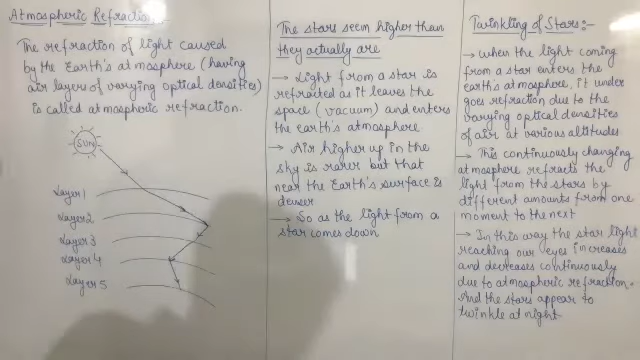 Atmospheric Refraction:
The refraction of light caused
by the Earth's atmosphere (having
air layers of varying optical densities)
is called atmospheric refraction.
SUN
Layer 1
Layer 2
Layer 3
Layer 4
Layer 5
The stars seem higher than
they actually are
→ Light from a star is
refracted as it leaves the
space (vacuum) and enters
the earth's atmosphere
→ Air higher up in the
sky is rarer but that
near the Earth's surface is
denser
→ So as the light from a
star comes down
Twinkling of Stars:-
→ When the light coming
from a star enters the
earth's atmosphere, it under
goes refraction due to the
varying optical densities
of air at various altitudes
→ This continuously changing
atmosphere refracts the
light from the stars by
different amounts from one
moment to the next
→ In this way the star light
reaching our eyes increases
and decreases continuously
due to atmospheric refraction.
And the stars appear to
twinkle at night